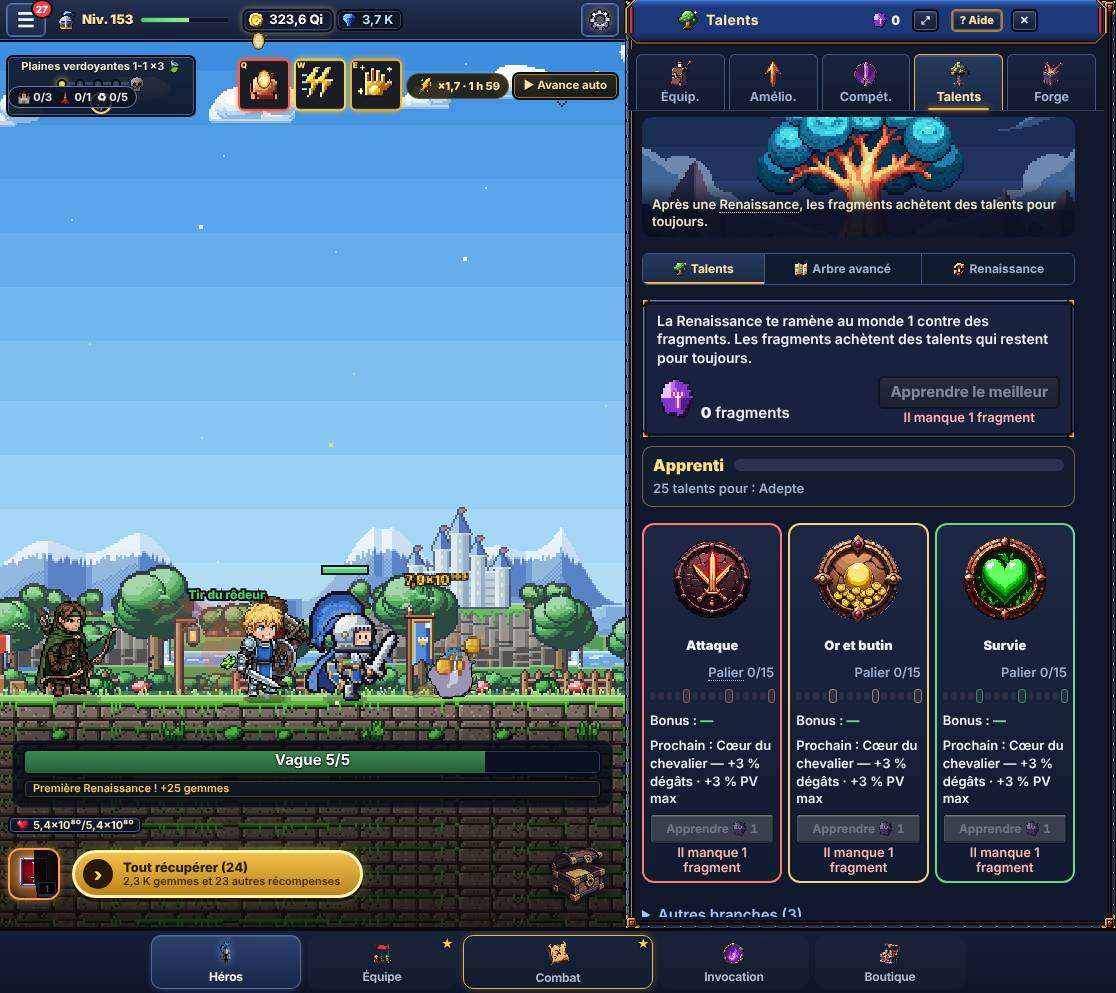 27
Niv. 153
323,6 Qi
3,7 K
Plaines verdoyantes 1-1 ×3
0/3
0/1
0/5
Q
W
E
×1,7 · 1 h 59
▶ Avance auto
Tir du rôdeur
Vague 5/5
Première Renaissance ! +25 gemmes
5,4×10⁸⁰/5,4×10⁸⁰
1
Tout récupérer (24)
2,3 K gemmes et 23 autres récompenses
Talents
0
? Aide
Équip.
Amélio.
Compét.
Talents
Forge
Après une Renaissance, les fragments achètent des talents pour
toujours.
Talents
Arbre avancé
Renaissance
La Renaissance te ramène au monde 1 contre des
fragments. Les fragments achètent des talents qui restent
pour toujours.
0 fragments
Apprendre le meilleur
Il manque 1 fragment
Apprenti
25 talents pour : Adepte
Attaque
Palier 0/15
Bonus : —
Prochain : Cœur du
chevalier — +3 %
dégâts · +3 % PV
max
Apprendre 1
Il manque 1
fragment
Or et butin
Palier 0/15
Bonus : —
Prochain : Cœur du
chevalier — +3 %
dégâts · +3 % PV
max
Apprendre 1
Il manque 1
fragment
Survie
Palier 0/15
Bonus : —
Prochain : Cœur du
chevalier — +3 %
dégâts · +3 % PV
max
Apprendre 1
Il manque 1
fragment
Autres branches (3)
Héros
Équipe
Combat
Invocation
Boutique